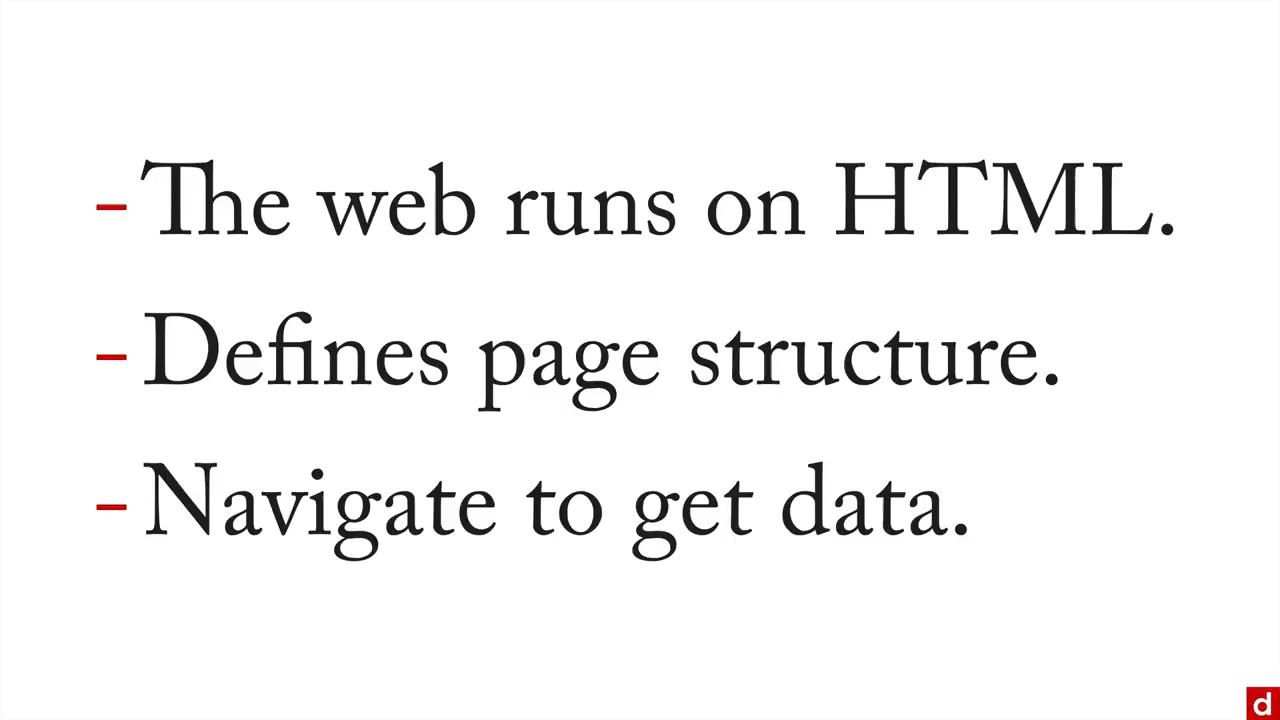 - The web runs on HTML.
- Defines page structure.
- Navigate to get data.
d